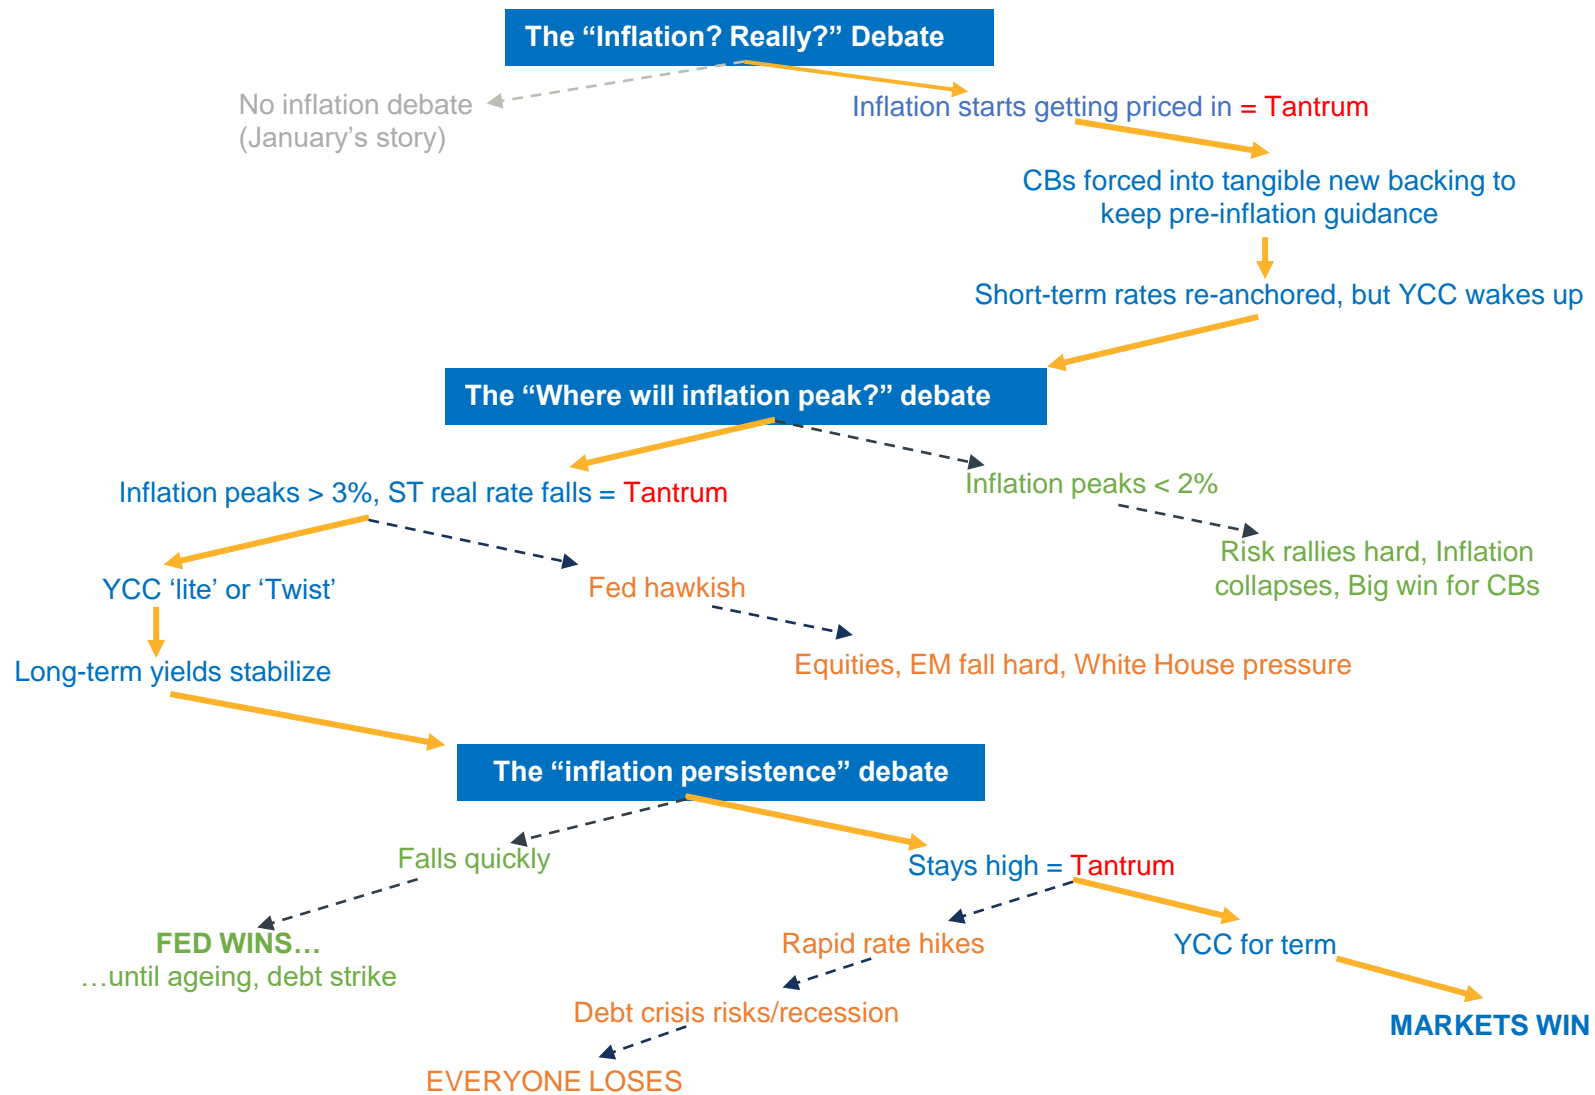 The “Inflation? Really?” Debate
No inflation debate
(January’s story)
Inflation starts getting priced in = Tantrum
CBs forced into tangible new backing to
keep pre-inflation guidance
Short-term rates re-anchored, but YCC wakes up
The “Where will inflation peak?” debate
Inflation peaks > 3%, ST real rate falls = Tantrum
Inflation peaks < 2%
Risk rallies hard, Inflation
collapses, Big win for CBs
YCC ‘lite’ or ‘Twist’
Fed hawkish
Long-term yields stabilize
Equities, EM fall hard, White House pressure
The “inflation persistence” debate
Falls quickly
Stays high = Tantrum
FED WINS…
…until ageing, debt strike
Rapid rate hikes
YCC for term
Debt crisis risks/recession
MARKETS WIN
EVERYONE LOSES